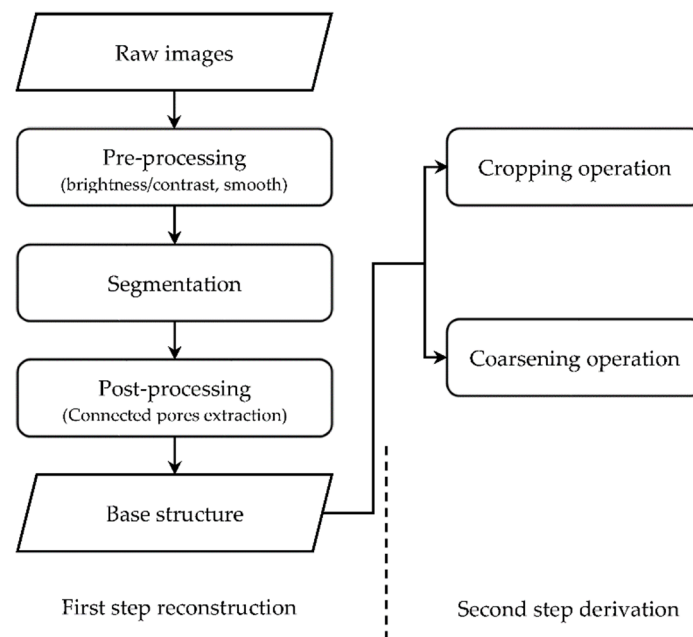 Raw images
Pre-processing
(brightness/contrast, smooth)
Segmentation
Post-processing
(Connected pores extraction)
Base structure
First step reconstruction
Cropping operation
Coarsening operation
Second step derivation